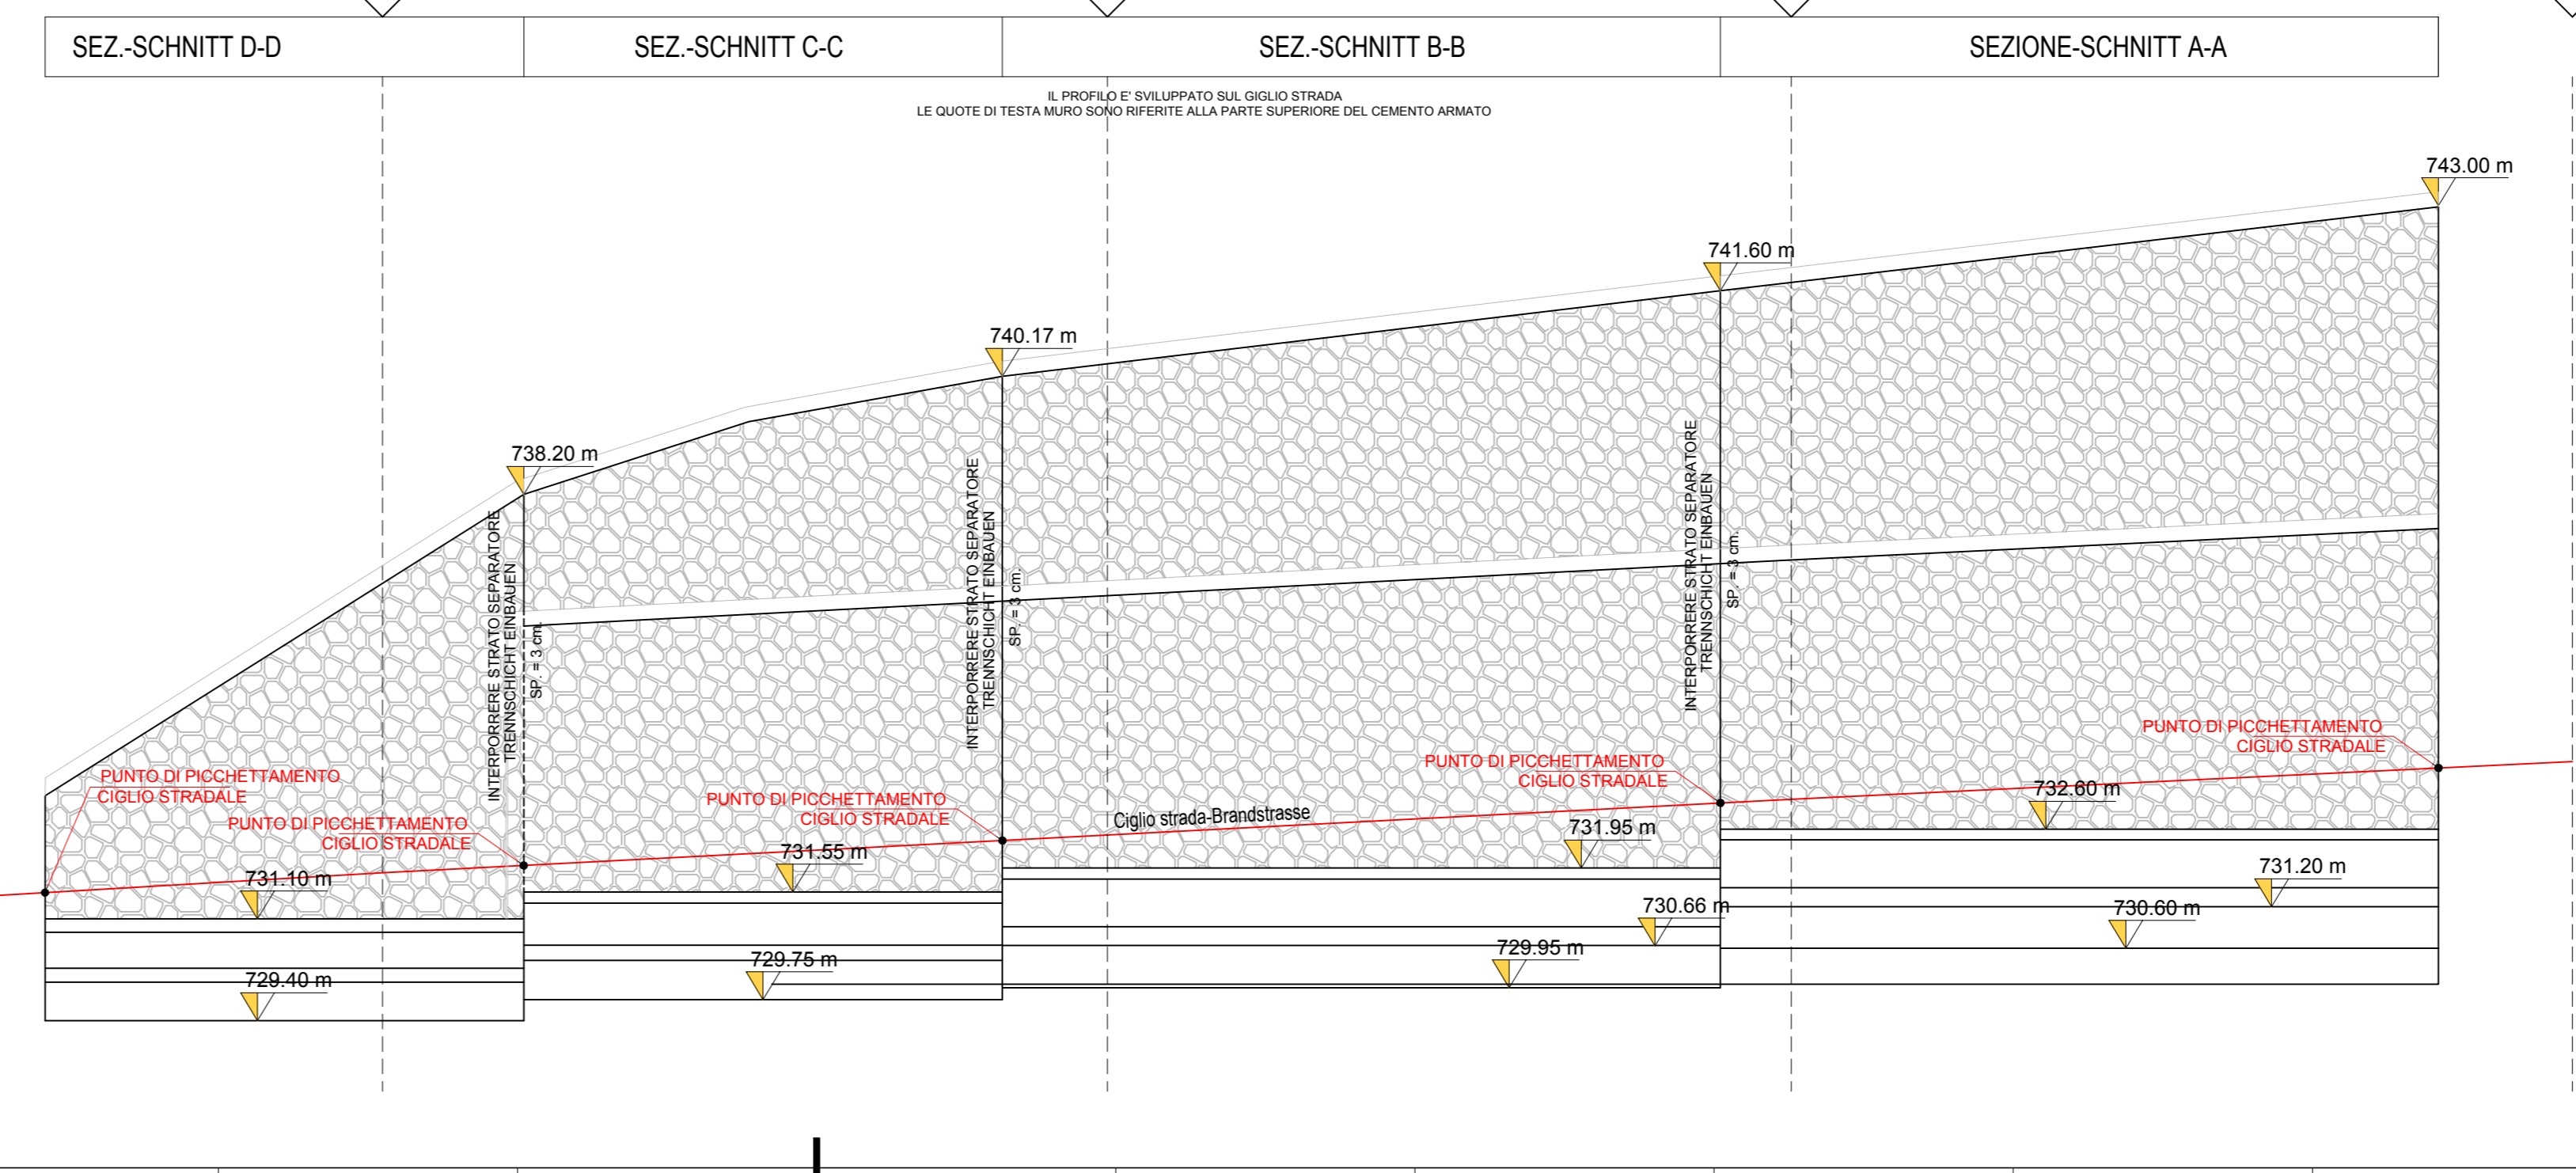 SEZ.-SCHNITT D-D
SEZ.-SCHNITT C-C
SEZ.-SCHNITT B-B
SEZIONE-SCHNITT A-A
IL PROFILO E' SVILUPPATO SUL GIGLIO STRADA
LE QUOTE DI TESTA MURO SONO RIFERITE ALLA PARTE SUPERIORE DEL CEMENTO ARMATO
743.00 m
741.60 m
740.17 m
738.20 m
INTERPORRERE STRATO SEPARATORE
TRENNSCHICHT EINBAUEN
SP. = 3 cm.
INTERPORRERE STRATO SEPARATORE
TRENNSCHICHT EINBAUEN
SP. = 3 cm.
INTERPORRERE STRATO SEPARATORE
TRENNSCHICHT EINBAUEN
SP. = 3 cm.
PUNTO DI PICCHETTAMENTO
CIGLIO STRADALE
PUNTO DI PICCHETTAMENTO
CIGLIO STRADALE
PUNTO DI PICCHETTAMENTO
CIGLIO STRADALE
PUNTO DI PICCHETTAMENTO
CIGLIO STRADALE
PUNTO DI PICCHETTAMENTO
CIGLIO STRADALE
Ciglio strada-Brandstrasse
731.10 m
731.55 m
731.95 m
732.60 m
731.20 m
730.66 m
730.60 m
729.40 m
729.75 m
729.95 m